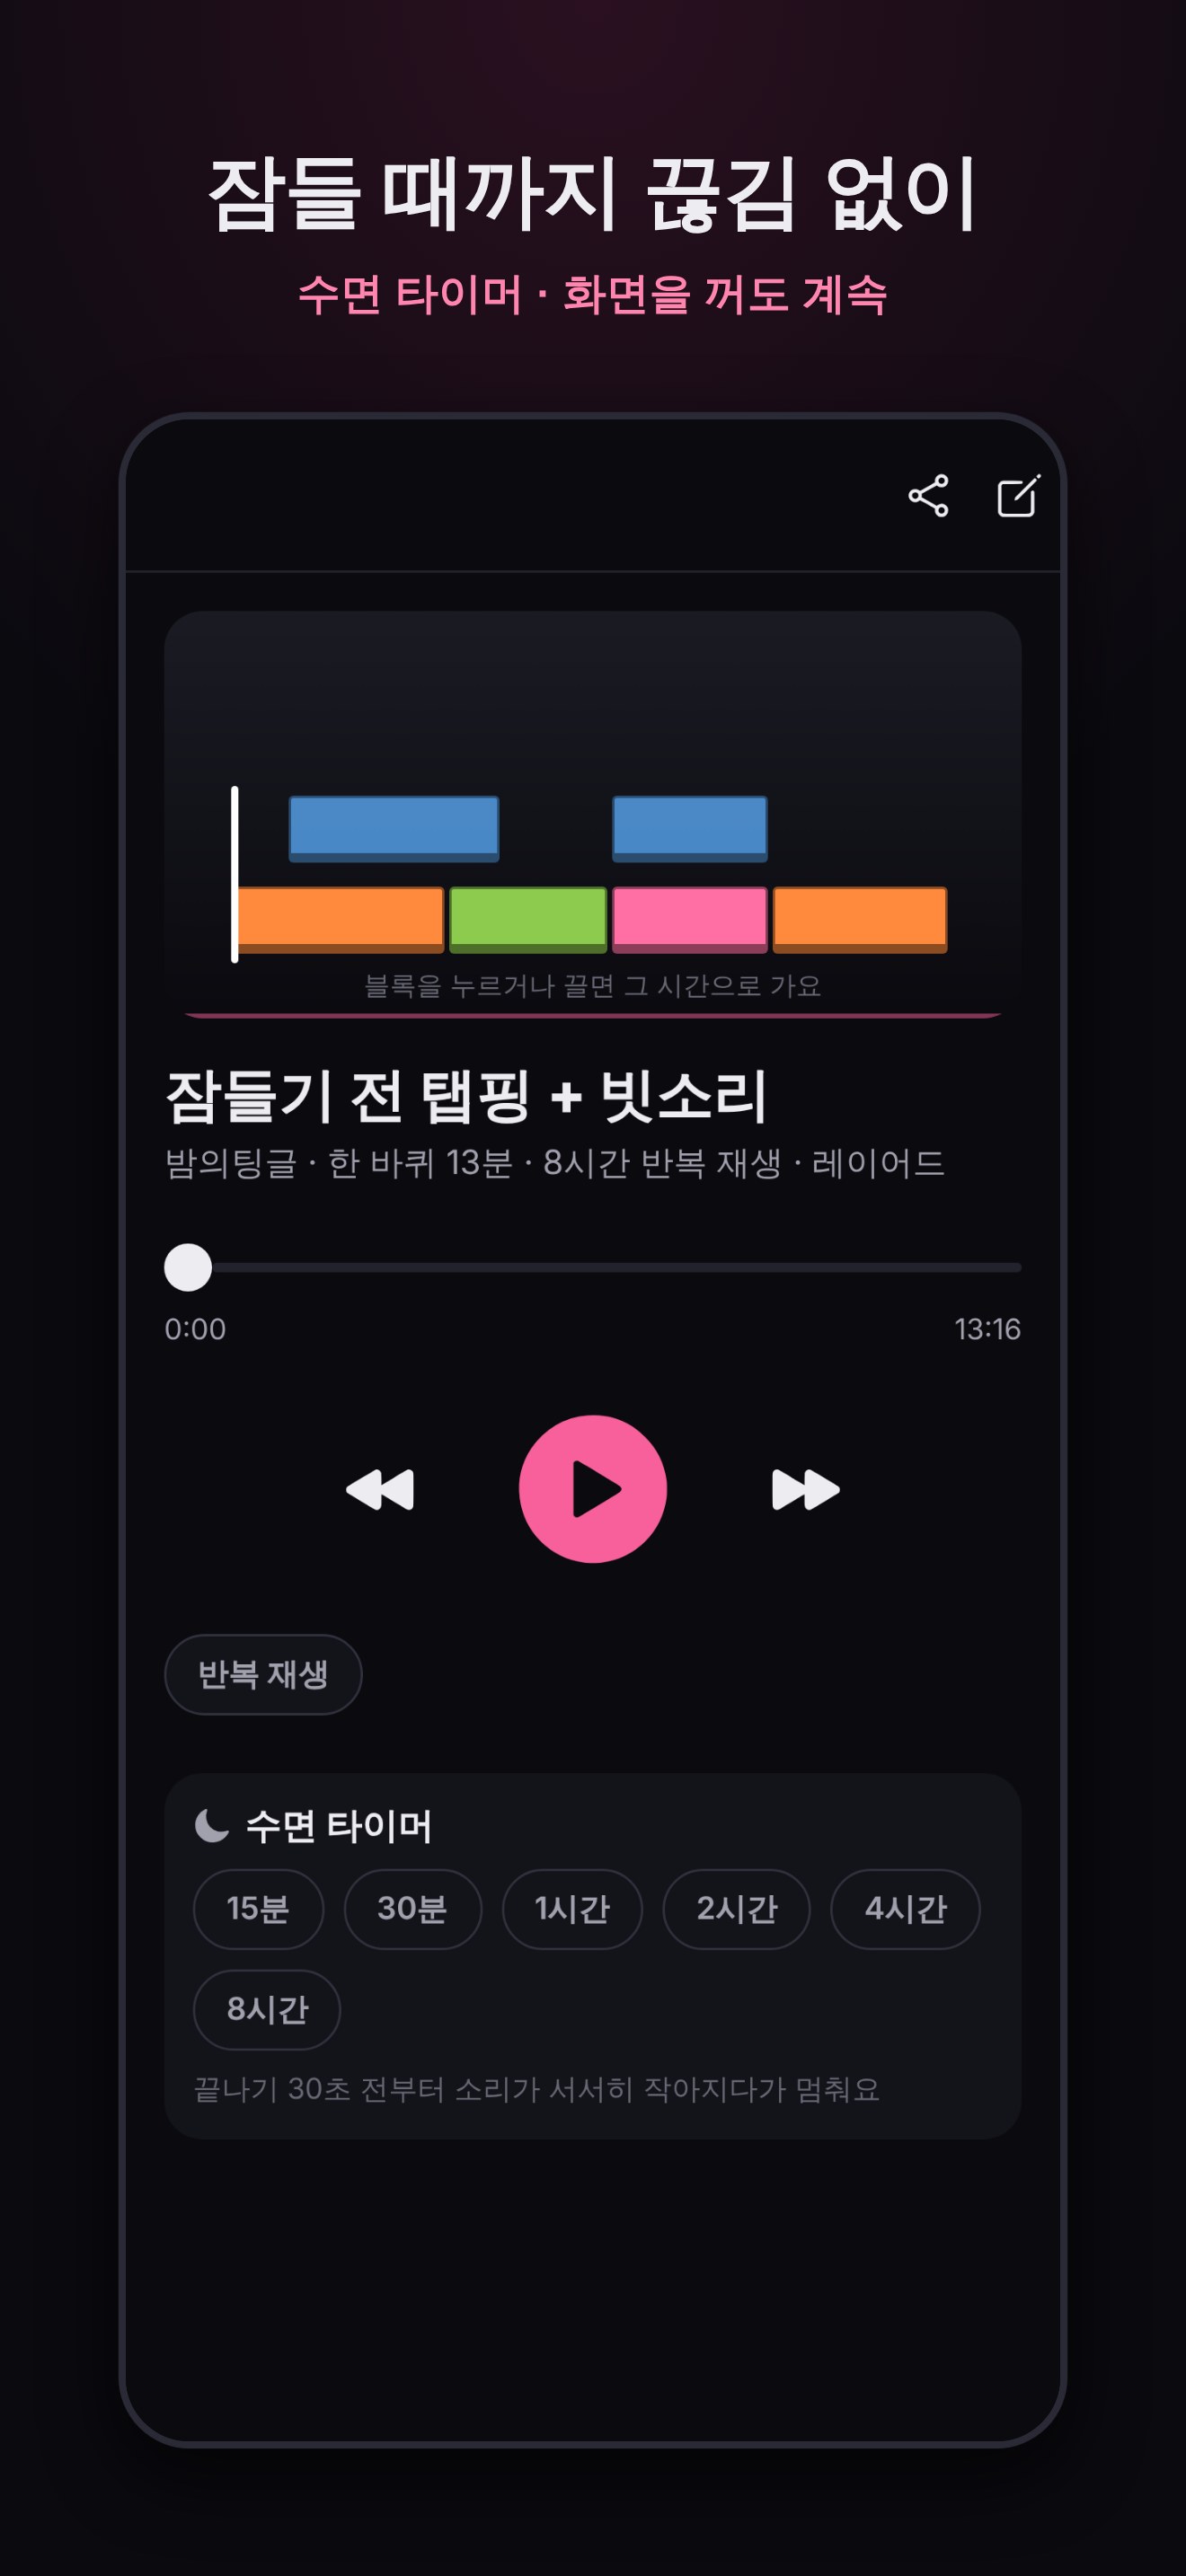 잠들 때까지 끊김 없이
수면 타이머 · 화면을 꺼도 계속
블록을 누르거나 끌면 그 시간으로 가요
잠들기 전 탭핑 + 빗소리
밤의팅글 · 한 바퀴 13분 · 8시간 반복 재생 · 레이어드
0:00 13:16
반복 재생
수면 타이머
15분 30분 1시간 2시간 4시간
8시간
끝나기 30초 전부터 소리가 서서히 작아지다가 멈춰요